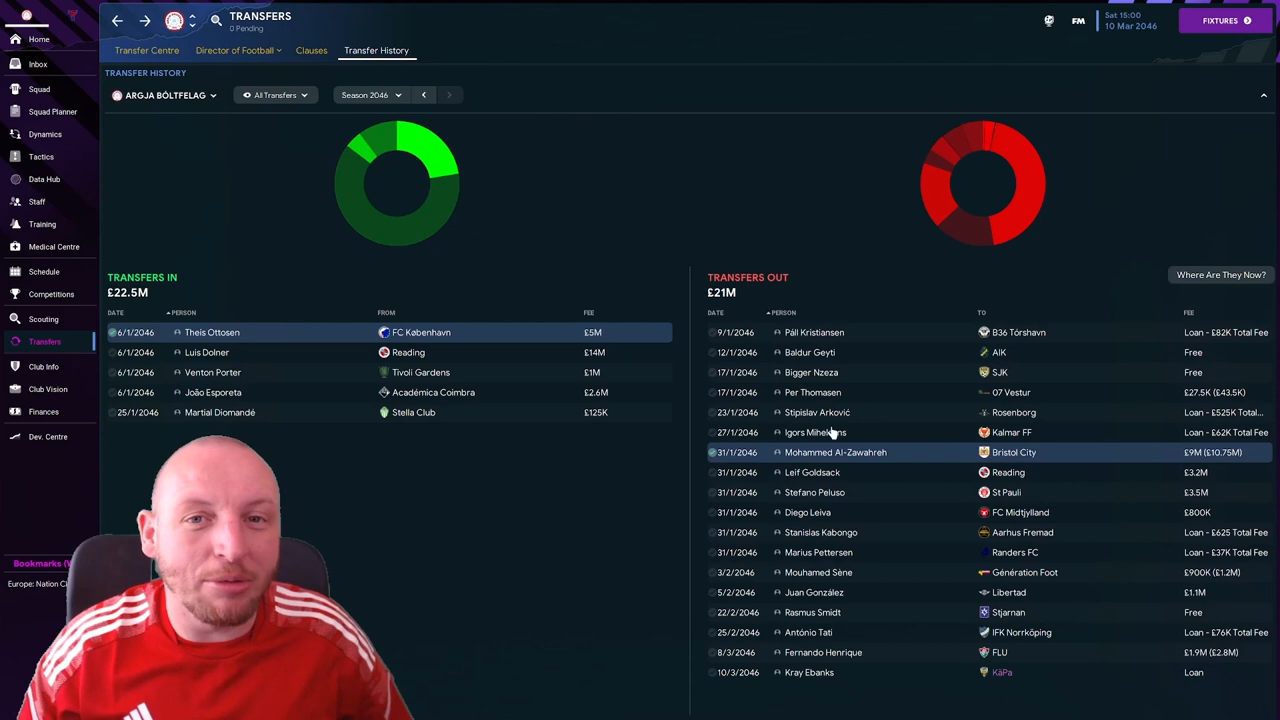 TRANSFERS
0 Pending
FM
Sat 15:00
10 Mar 2046
FIXTURES
Home
Inbox
Squad
Squad Planner
Dynamics
Tactics
Data Hub
Staff
Training
Medical Centre
Schedule
Competitions
Scouting
Transfers
Club Info
Club Vision
Finances
Dev. Centre
Bookmarks (
Europe: Nation C
Transfer Centre
Director of Football
Clauses
Transfer History
TRANSFER HISTORY
ARGJA BÓLTFELAG
All Transfers
Season 2046
TRANSFERS IN
£22.5M
DATE PERSON FROM FEE
6/1/2046 Theis Ottosen FC København £5M
6/1/2046 Luis Dolner Reading £14M
6/1/2046 Venton Porter Tivoli Gardens £1M
6/1/2046 João Esporeta Académica Coimbra £2.6M
25/1/2046 Martial Diomandé Stella Club £125K
TRANSFERS OUT
£21M
Where Are They Now?
DATE PERSON TO FEE
9/1/2046 Páll Kristiansen B36 Tórshavn Loan - £82K Total Fee
12/1/2046 Baldur Geyti AIK Free
17/1/2046 Bigger Nzeza SJK Free
17/1/2046 Per Thomasen 07 Vestur £27.5K (£43.5K)
23/1/2046 Stipislav Arković Rosenborg Loan - £525K Total...
27/1/2046 Igors Kalmar FF Loan - £62K Total Fee
31/1/2046 Mohammed Al-Zawahreh Bristol City £9M (£10.75M)
31/1/2046 Leif Goldsack Reading £3.2M
31/1/2046 Stefano Peluso St Pauli £3.5M
31/1/2046 Diego Leiva FC Midtjylland £800K
31/1/2046 Stanislas Kabongo Aarhus Fremad Loan - £625 Total Fee
31/1/2046 Marius Pettersen Randers FC Loan - £37K Total Fee
3/2/2046 Mouhamed Sène Génération Foot £900K (£1.2M)
5/2/2046 Juan González Libertad £1.1M
22/2/2046 Rasmus Smidt Stjarnan Free
25/2/2046 António Tati IFK Norrköping Loan - £76K Total Fee
8/3/2046 Fernando Henrique FLU £1.9M (£2.8M)
10/3/2046 Kray Ebanks KäPa Loan